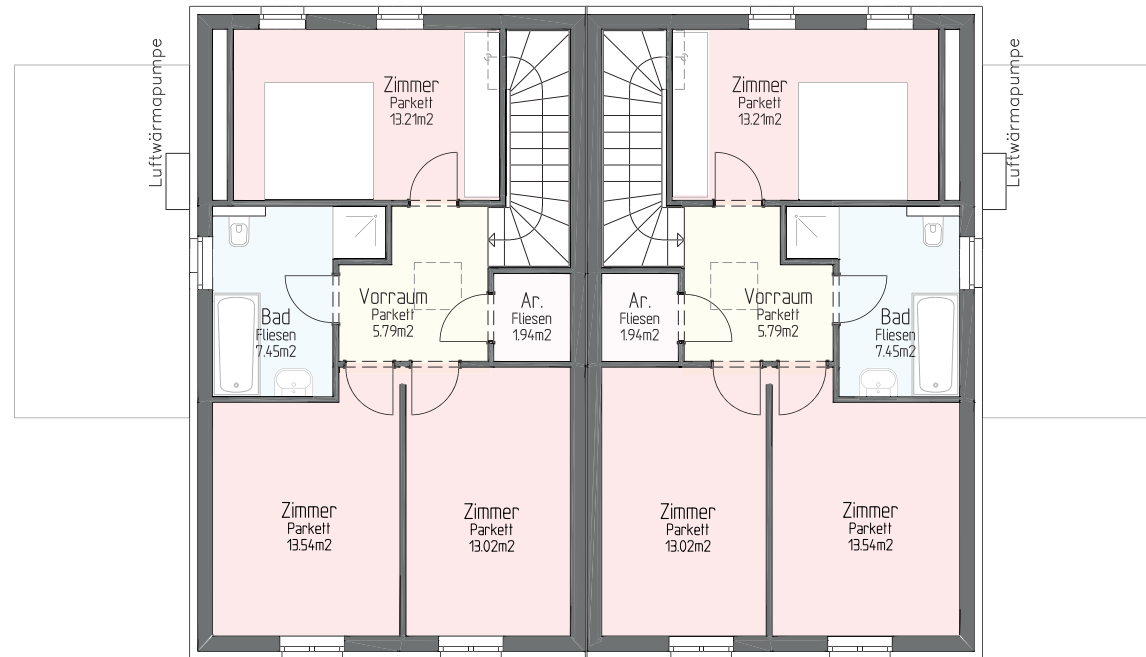 Luftwärmapumpe
Zimmer
Parkett
13.21m2
Zimmer
Parkett
13.21m2
Luftwärmapumpe
Bad
Fliesen
7.45m2
Vorraum
Parkett
5.79m2
Ar.
Fliesen
1.94m2
Ar.
Fliesen
1.94m2
Vorraum
Parkett
5.79m2
Bad
Fliesen
7.45m2
Zimmer
Parkett
13.54m2
Zimmer
Parkett
13.02m2
Zimmer
Parkett
13.02m2
Zimmer
Parkett
13.54m2